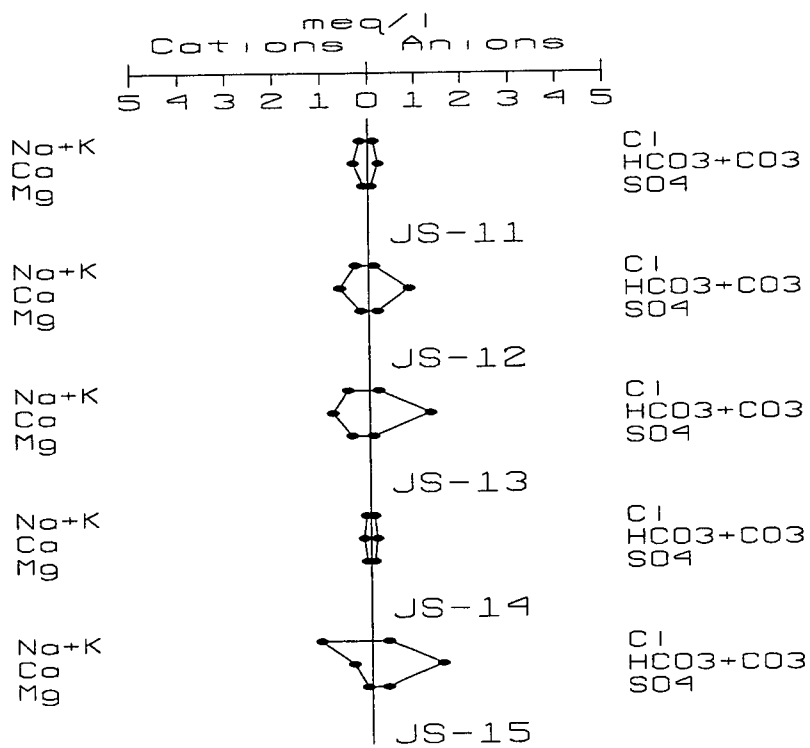 meq/l
Cations Anions
5 4 3 2 1 0 1 2 3 4 5
Na+K Cl
Ca HCO3+CO3
Mg SO4
JS-11
Na+K Cl
Ca HCO3+CO3
Mg SO4
JS-12
Na+K Cl
Ca HCO3+CO3
Mg SO4
JS-13
Na+K Cl
Ca HCO3+CO3
Mg SO4
JS-14
Na+K Cl
Ca HCO3+CO3
Mg SO4
JS-15